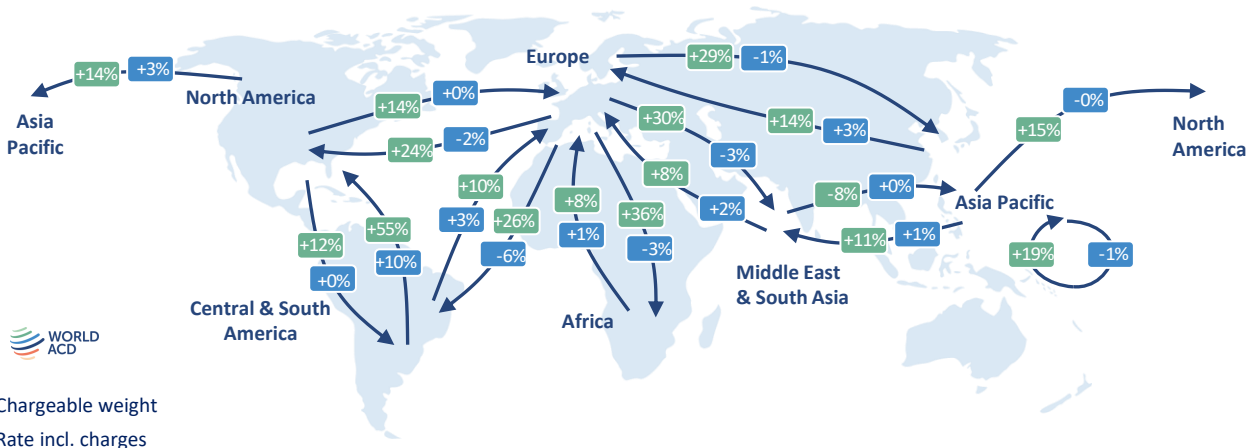 Europe
+29%
-1%
+14%
+3%
North America
Asia
Pacific
+14%
+0%
-2%
+24%
+30%
-3%
+14%
+3%
-0%
+15%
North
America
+8%
+2%
-8%
+0%
Asia Pacific
+11%
+1%
+19%
-1%
+10%
+3%
+26%
-6%
+8%
+1%
+36%
-3%
+55%
+10%
+12%
+0%
Middle East
& South Asia
Central & South
America
Africa
WORLD
ACD
Chargeable weight
Rate incl. charges